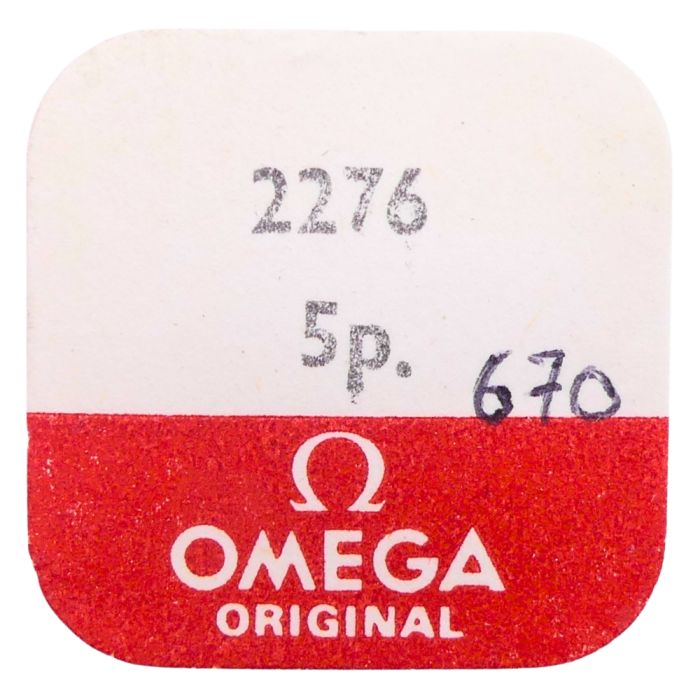 2276
5p.
670
Ω
OMEGA
ORIGINAL